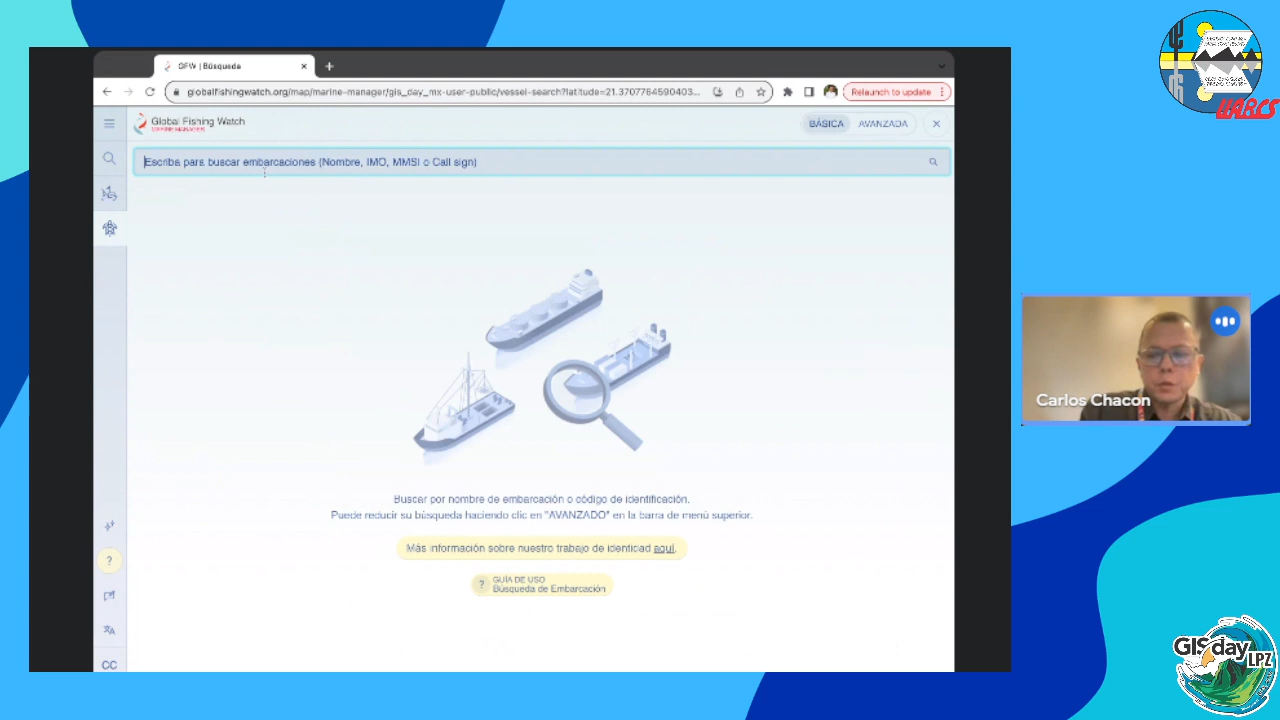 GFW | Búsqueda
globalfishingwatch.org/map/marine-manager/gis_day_mx-user-public/vessel-search?latitude=21.3707764590403...
Relaunch to update
Global Fishing Watch
MARINE MANAGER
BÁSICA
AVANZADA
Escriba para buscar embarcaciones (Nombre, IMO, MMSI o Call sign)
Buscar por nombre de embarcación o código de identificación.
Puede reducir su búsqueda haciendo clic en "AVANZADO" en la barra de menú superior.
Más información sobre nuestro trabajo de identidad aquí.
? GUÍA DE USO
Búsqueda de Embarcación
?
CC
Carlos Chacon
UABCS
GISday
LPZ